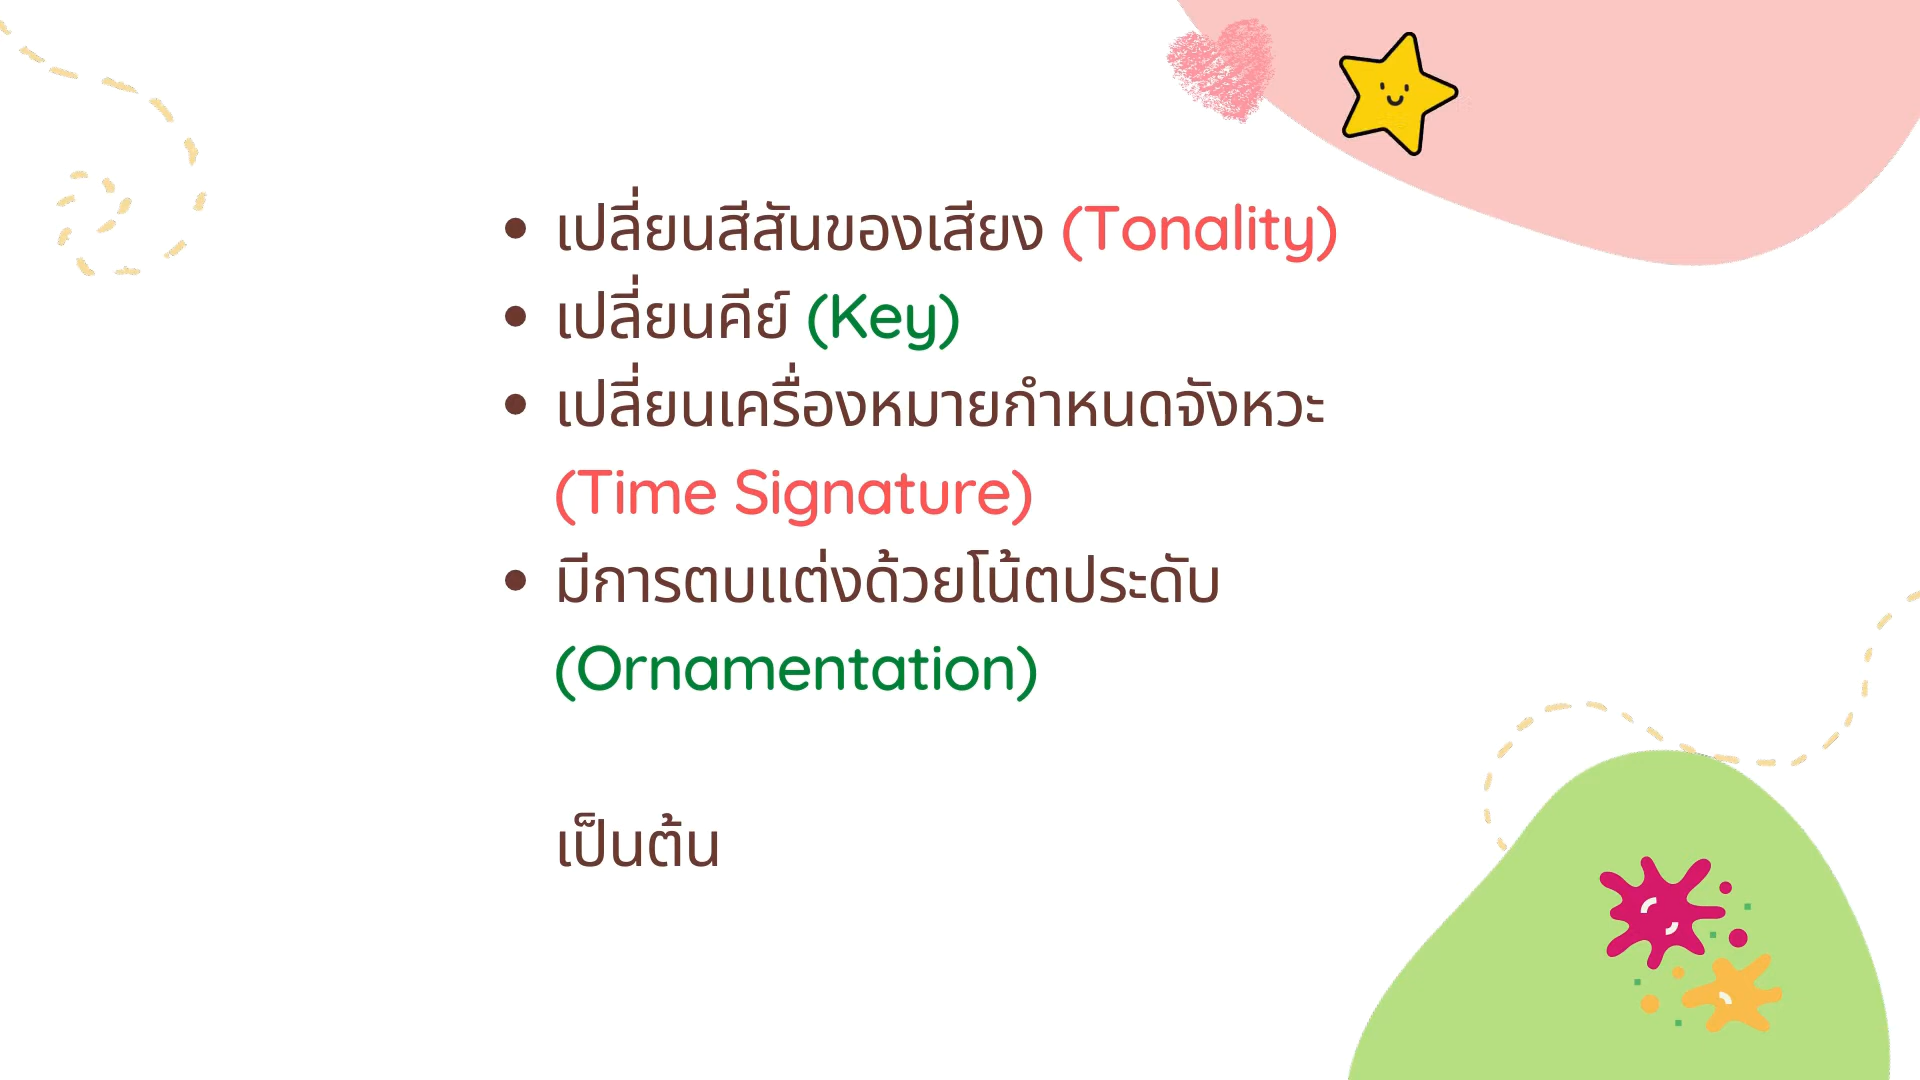 • เปลี่ยนสีสันของเสียง (Tonality)
• เปลี่ยนคีย์ (Key)
• เปลี่ยนเครื่องหมายกำหนดจังหวะ
(Time Signature)
• มีการตบแต่งด้วยโน้ตประดับ
(Ornamentation)
เป็นต้น